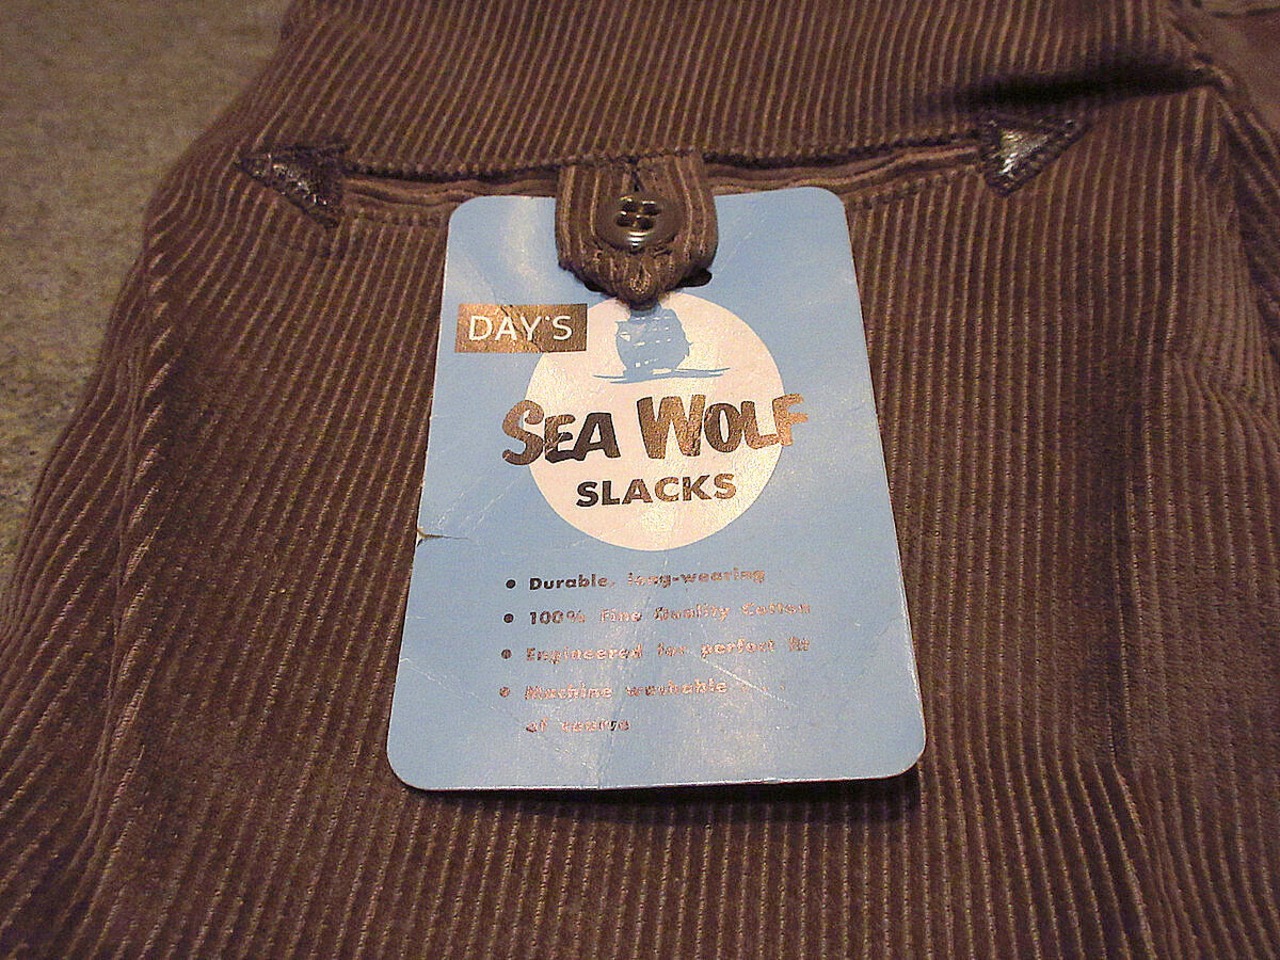 DAY'S
SEA WOLF
SLACKS
• Durable, long-wearing
• 100% Fine Quality Cotton
• Engineered for perfect fit
• Machine washable
of course